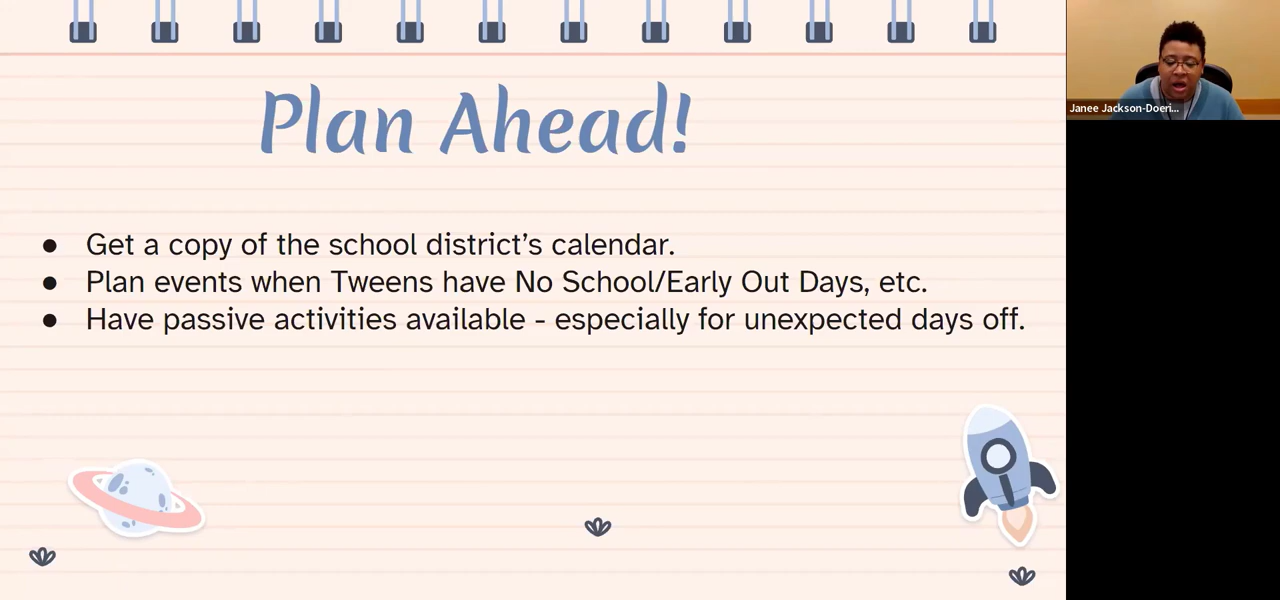 Plan Ahead!
● Get a copy of the school district's calendar.
● Plan events when Tweens have No School/Early Out Days, etc.
● Have passive activities available - especially for unexpected days off.
Janee Jackson-Doeri...